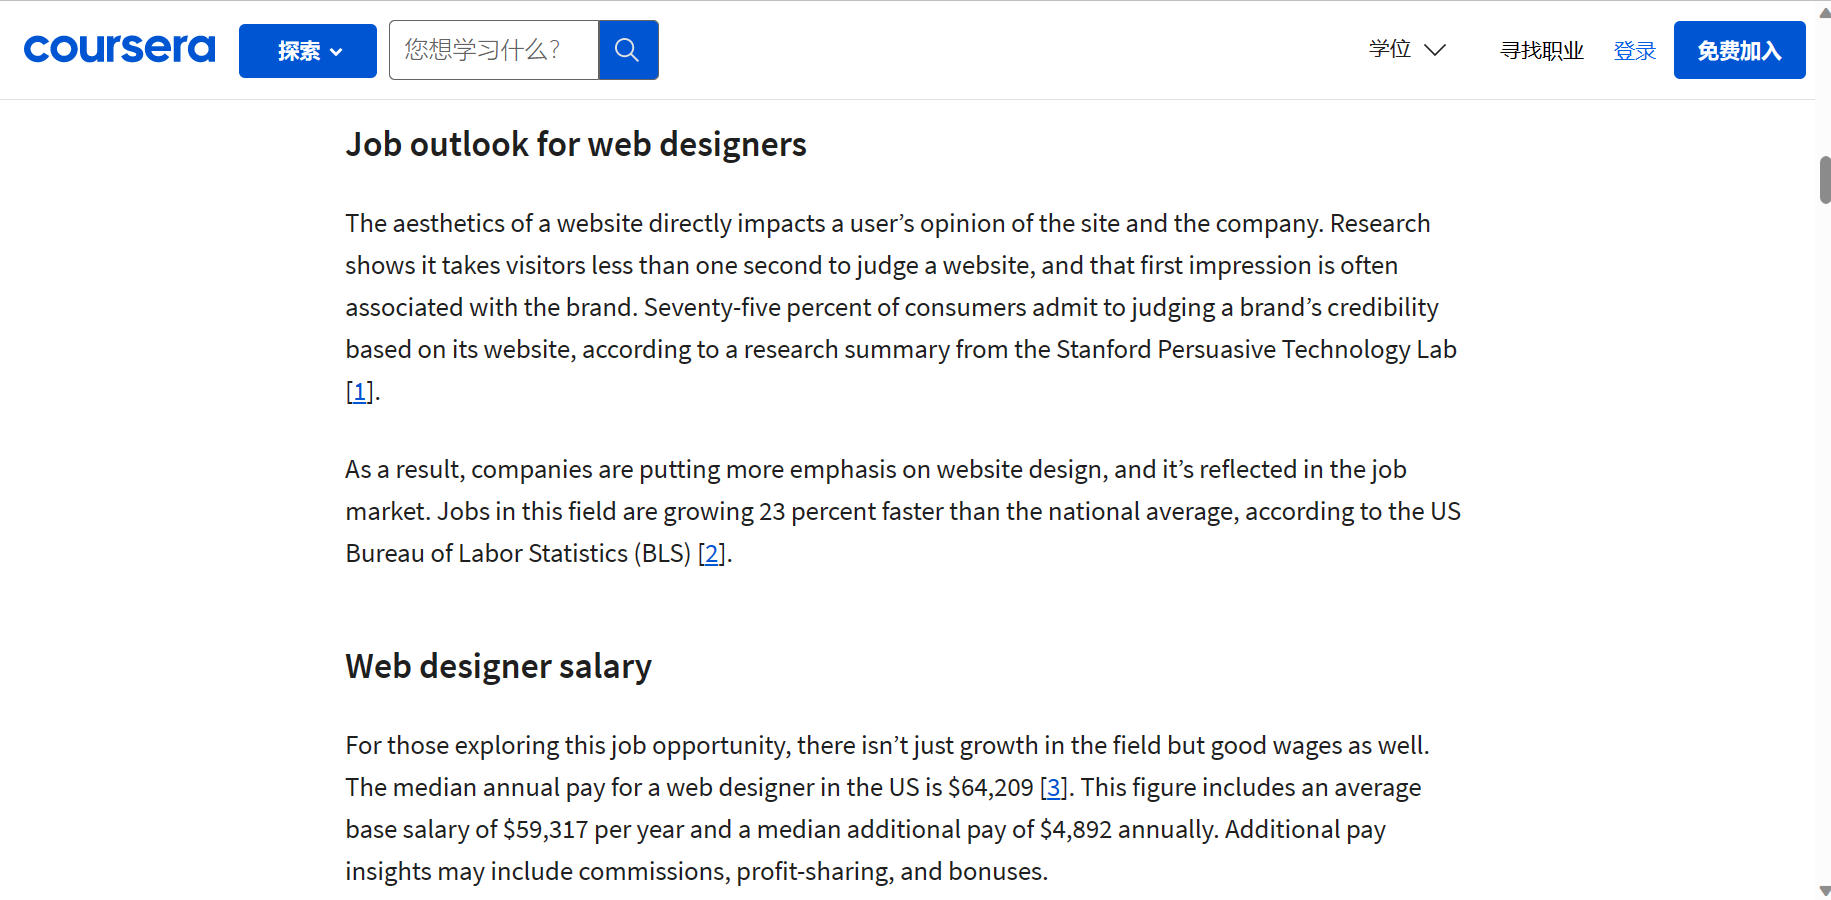 coursera 探索 您想学习什么？ 学位 寻找职业 登录 免费加入
Job outlook for web designers
The aesthetics of a website directly impacts a user’s opinion of the site and the company. Research
shows it takes visitors less than one second to judge a website, and that first impression is often
associated with the brand. Seventy-five percent of consumers admit to judging a brand’s credibility
based on its website, according to a research summary from the Stanford Persuasive Technology Lab
[1].
As a result, companies are putting more emphasis on website design, and it’s reflected in the job
market. Jobs in this field are growing 23 percent faster than the national average, according to the US
Bureau of Labor Statistics (BLS) [2].
Web designer salary
For those exploring this job opportunity, there isn’t just growth in the field but good wages as well.
The median annual pay for a web designer in the US is $64,209 [3]. This figure includes an average
base salary of $59,317 per year and a median additional pay of $4,892 annually. Additional pay
insights may include commissions, profit-sharing, and bonuses.